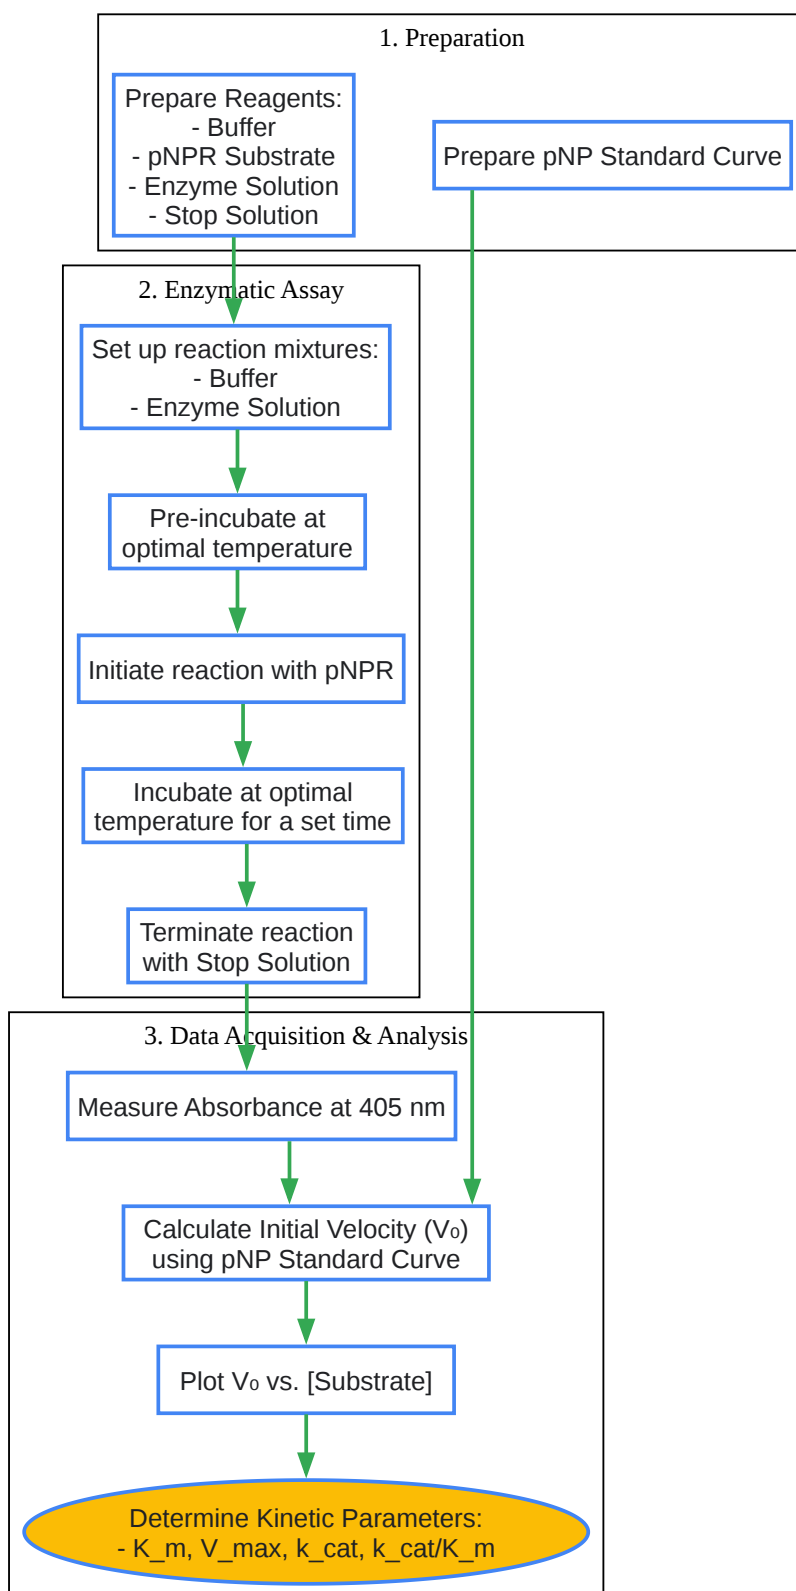 1. Preparation
Prepare Reagents:
- Buffer
- pNPR Substrate
- Enzyme Solution
- Stop Solution
Prepare pNP Standard Curve
2. Enzymatic Assay
Set up reaction mixtures:
- Buffer
- Enzyme Solution
Pre-incubate at
optimal temperature
Initiate reaction with pNPR
Incubate at optimal
temperature for a set time
Terminate reaction
with Stop Solution
3. Data Acquisition & Analysis
Measure Absorbance at 405 nm
Calculate Initial Velocity (V₀)
using pNP Standard Curve
Plot V₀ vs. [Substrate]
Determine Kinetic Parameters:
- K_m, V_max, k_cat, k_cat/K_m